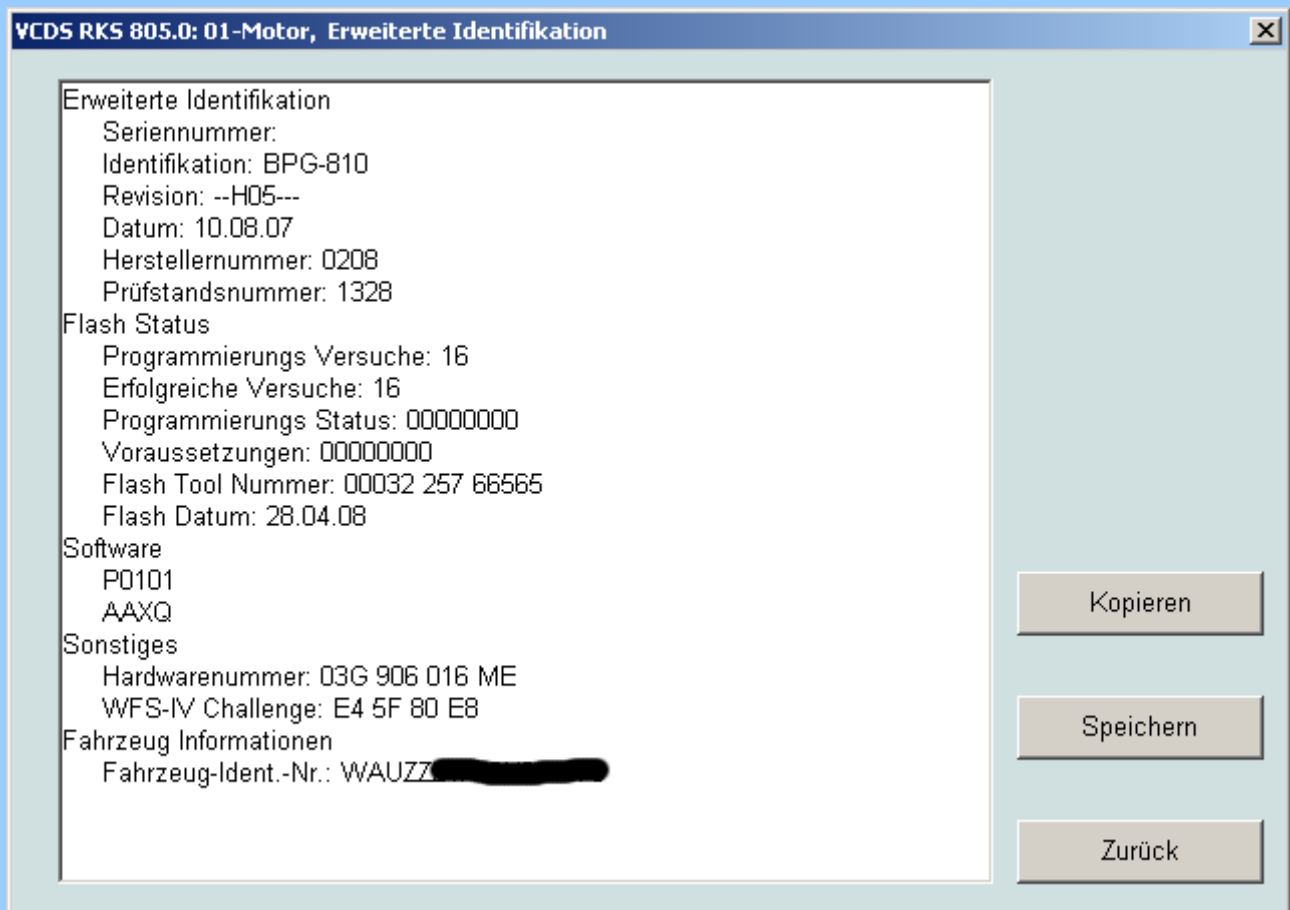 VCDS RKS 805.0: 01-Motor, Erweiterte Identifikation
Erweiterte Identifikation
Seriennummer:
Identifikation: BPG-810
Revision: --H05---
Datum: 10.08.07
Herstellernummer: 0208
Prüfstandsnummer: 1328
Flash Status
Programmierungs Versuche: 16
Erfolgreiche Versuche: 16
Programmierungs Status: 00000000
Voraussetzungen: 00000000
Flash Tool Nummer: 00032 257 66565
Flash Datum: 28.04.08
Software
P0101
AAXQ
Sonstiges
Hardwarenummer: 03G 906 016 ME
WFS-IV Challenge: E4 5F 80 E8
Fahrzeug Informationen
Fahrzeug-Ident.-Nr.: WAUZZ
Kopieren
Speichern
Zurück